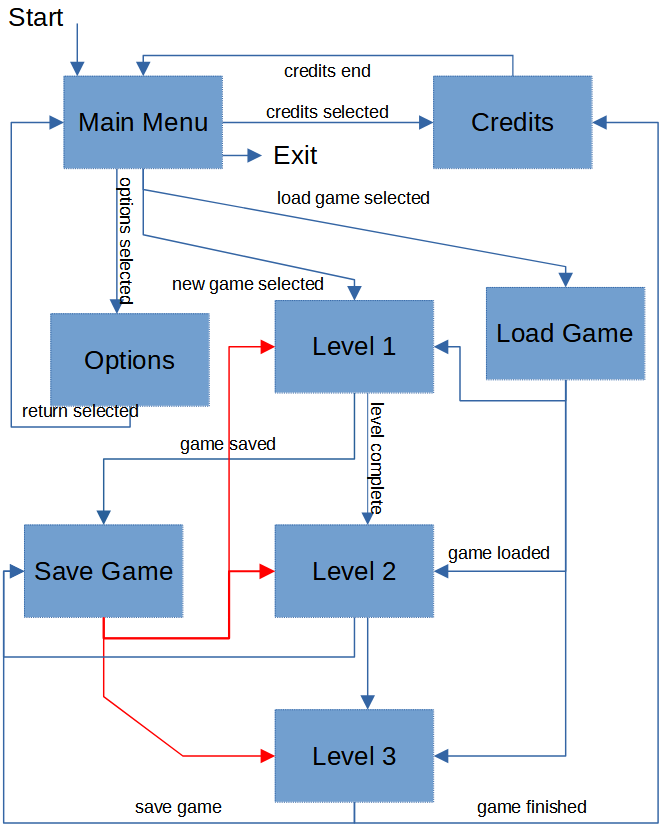 Start
credits end
Main Menu
credits selected
Credits
Exit
options selected
load game selected
new game selected
Level 1
Load Game
Options
return selected
level complete
game saved
Save Game
Level 2
game loaded
Level 3
save game
game finished